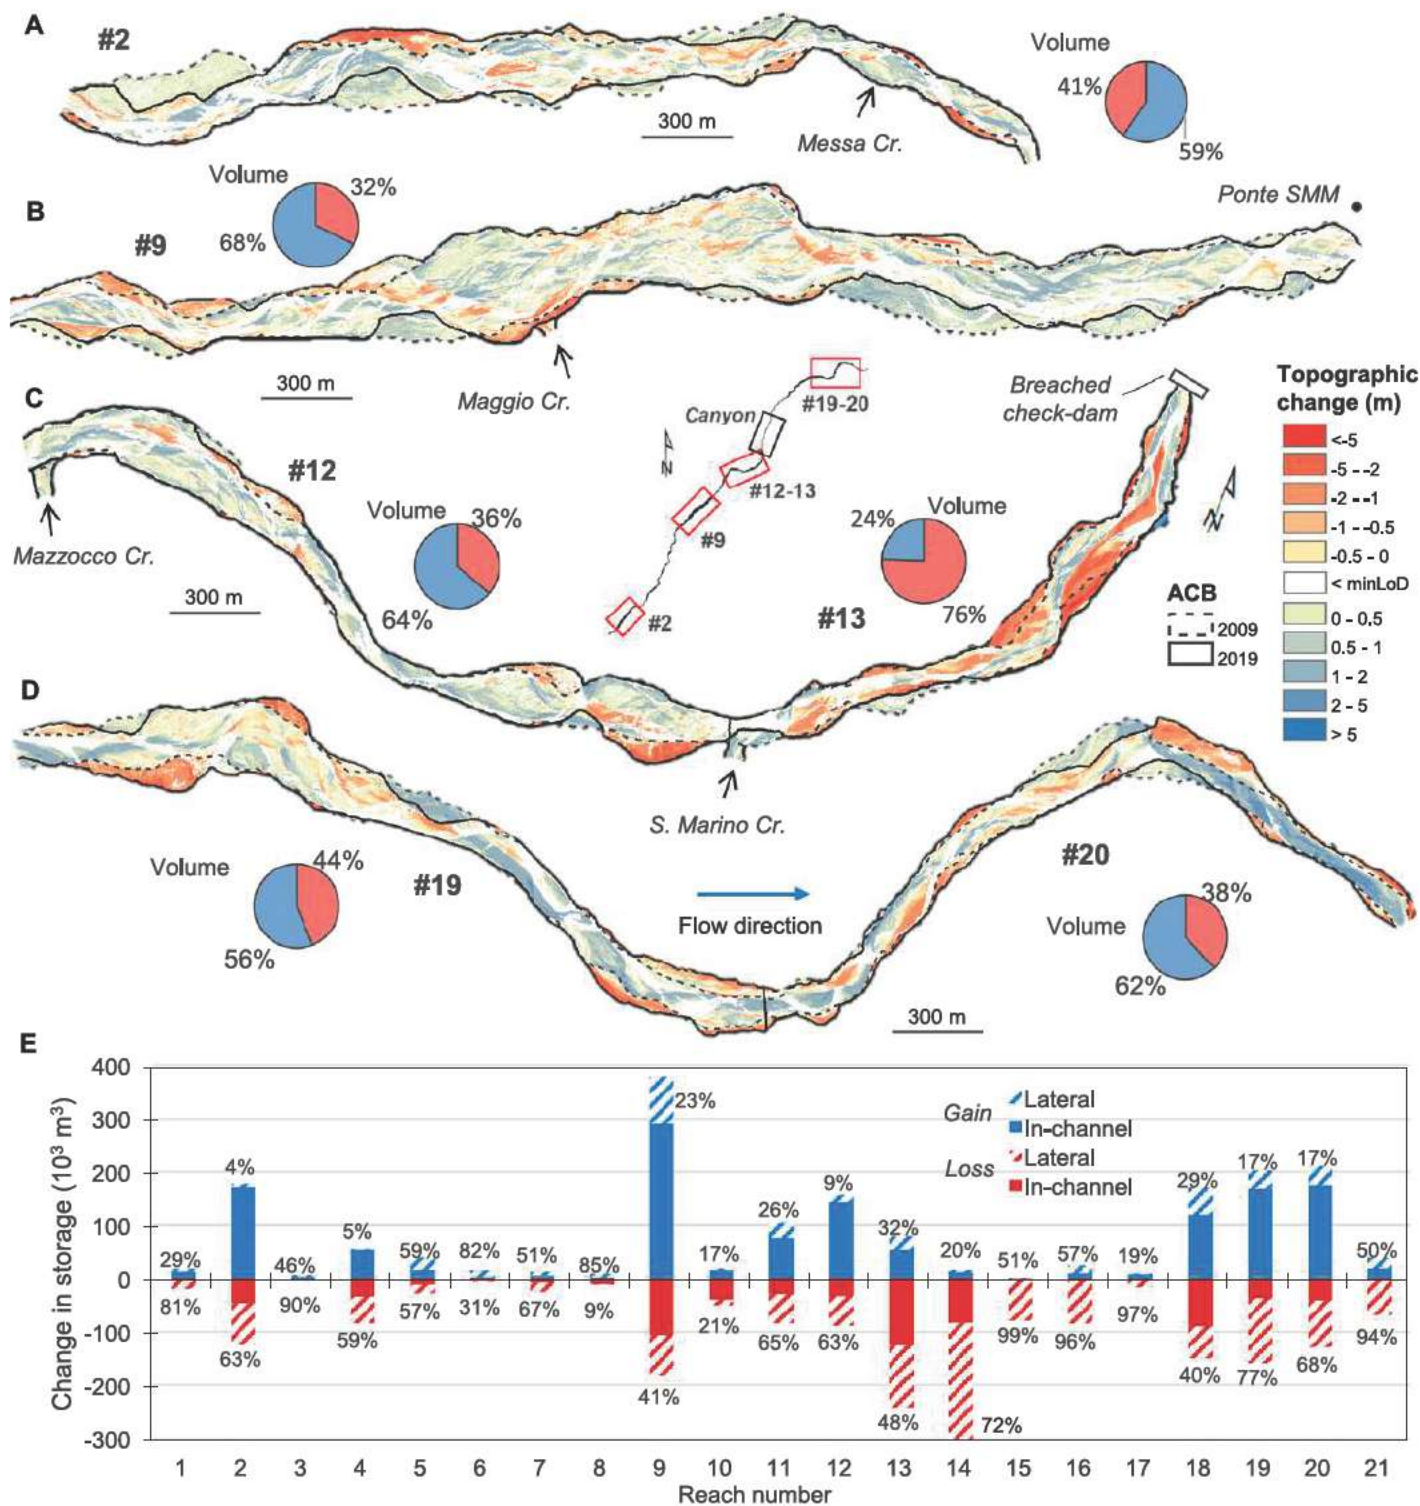 A
#2
Volume
41%
59%
300 m
Messa Cr.
Volume
32%
68%
B
#9
Ponte SMM
300 m
Maggio Cr.
C
#12
Mazzocco Cr.
300 m
Volume
36%
64%
Canyon
#19-20
#12-13
#9
#2
N
Breached
check-dam
N
Volume
24%
76%
#13
S. Marino Cr.
Topographic
change (m)
<-5
-5 - -2
-2 - -1
-1 - -0.5
-0.5 - 0
< minLoD
0 - 0.5
0.5 - 1
1 - 2
2 - 5
> 5
ACB
2009
2019
D
Volume
44%
56%
#19
Flow direction
#20
Volume
38%
62%
300 m
E
Change in storage (10³ m³)
400
300
200
100
0
-100
-200
-300
Gain
Lateral
In-channel
Loss
Lateral
In-channel
29%
4%
46%
5%
59%
82%
51%
85%
23%
17%
26%
9%
32%
20%
51%
57%
19%
29%
17%
17%
50%
81%
63%
90%
59%
57%
31%
67%
9%
41%
21%
65%
63%
48%
72%
99%
96%
97%
40%
77%
68%
94%
1 2 3 4 5 6 7 8 9 10 11 12 13 14 15 16 17 18 19 20 21
Reach number